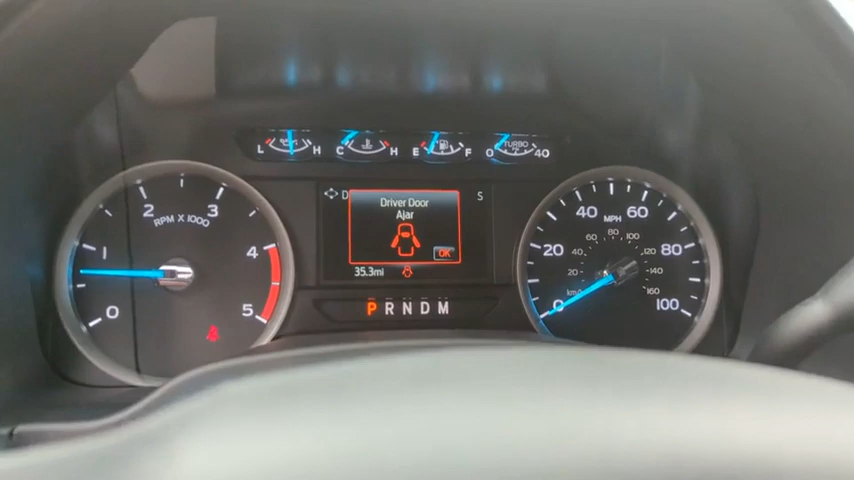 L H C H E F O TURBO 40
D S
Driver Door
Ajar
OK
35.3mi
P R N D M
0 1 2 3 4 5
RPM X 1000
0 20 40 60 80 100
MPH
20 40 60 80 100 120 140 160